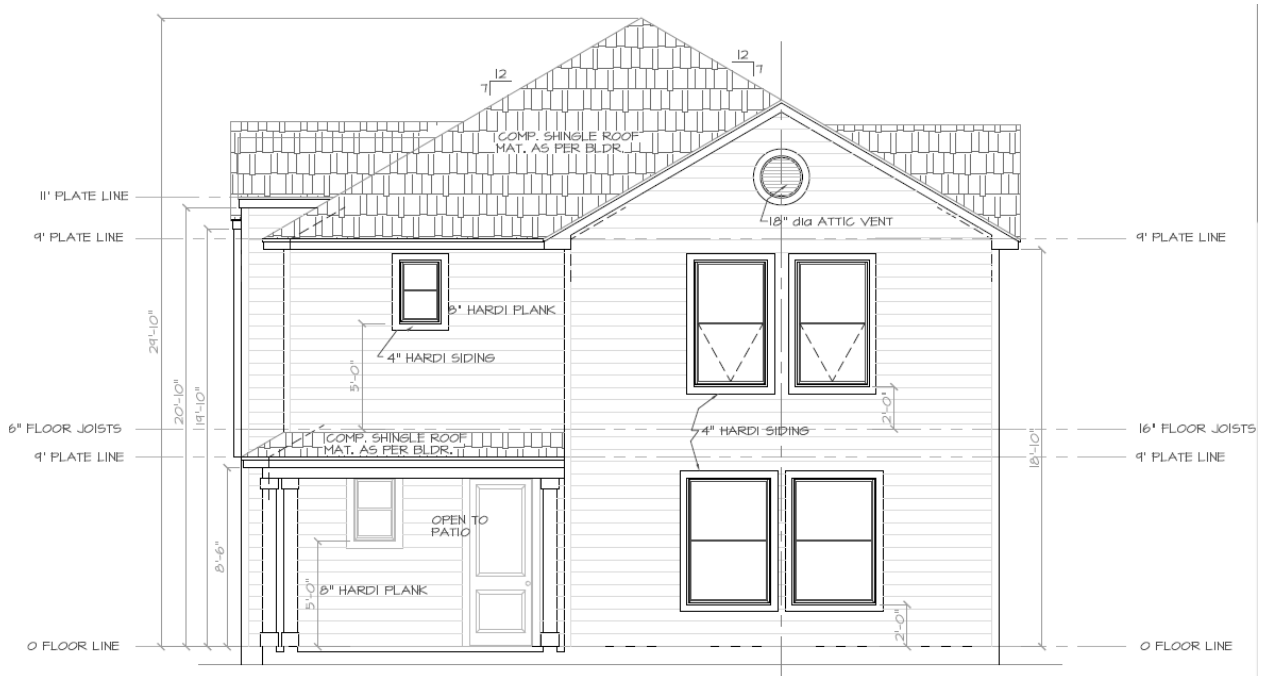 12
7
12
7
COMP. SHINGLE ROOF
MAT. AS PER BLDR.
11' PLATE LINE
18" dia ATTIC VENT
9' PLATE LINE
9' PLATE LINE
8" HARDI PLANK
29'-10"
4" HARDI SIDING
5'-0"
20'-10"
19'-10"
2'-0"
6" FLOOR JOISTS
COMP. SHINGLE ROOF
MAT. AS PER BLDR.
4" HARDI SIDING
16" FLOOR JOISTS
9' PLATE LINE
9' PLATE LINE
18'-10"
OPEN TO
PATIO
8'-6"
5'-0"
8" HARDI PLANK
2'-0"
0 FLOOR LINE
0 FLOOR LINE